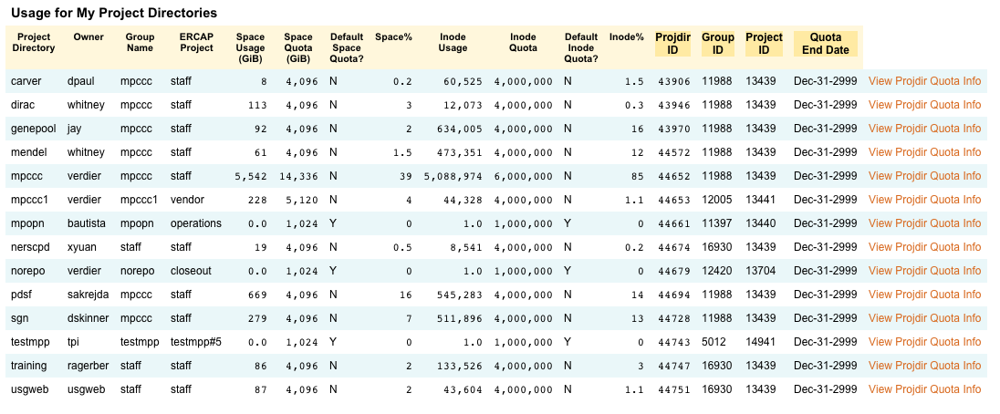 Usage for My Project Directories
Project Directory Owner Group Name ERCAP Project Space Usage (GiB) Space Quota (GiB) Default Space Quota? Space% Inode Usage Inode Quota Default Inode Quota? Inode% Projdir ID Group ID Project ID Quota End Date
carver dpaul mpccc staff 8 4,096 N 0.2 60,525 4,000,000 N 1.5 43906 11988 13439 Dec-31-2999 View Projdir Quota Info
dirac whitney mpccc staff 113 4,096 N 3 12,073 4,000,000 N 0.3 43946 11988 13439 Dec-31-2999 View Projdir Quota Info
genepool jay mpccc staff 92 4,096 N 2 634,005 4,000,000 N 16 43970 11988 13439 Dec-31-2999 View Projdir Quota Info
mendel whitney mpccc staff 61 4,096 N 1.5 473,351 4,000,000 N 12 44572 11988 13439 Dec-31-2999 View Projdir Quota Info
mpccc verdier mpccc staff 5,542 14,336 N 39 5,088,974 6,000,000 N 85 44652 11988 13439 Dec-31-2999 View Projdir Quota Info
mpccc1 verdier mpccc1 vendor 228 5,120 N 4 44,328 4,000,000 N 1.1 44653 12005 13441 Dec-31-2999 View Projdir Quota Info
mpopn bautista mpopn operations 0.0 1,024 Y 0 1.0 1,000,000 Y 0 44661 11397 13440 Dec-31-2999 View Projdir Quota Info
nerscpd xyuan staff staff 19 4,096 N 0.5 8,541 4,000,000 N 0.2 44674 16930 13439 Dec-31-2999 View Projdir Quota Info
norepo verdier norepo closeout 0.0 1,024 Y 0 1.0 1,000,000 Y 0 44679 12420 13704 Dec-31-2999 View Projdir Quota Info
pdsf sakrejda mpccc staff 669 4,096 N 16 545,283 4,000,000 N 14 44694 11988 13439 Dec-31-2999 View Projdir Quota Info
sgn dskinner mpccc staff 279 4,096 N 7 511,896 4,000,000 N 13 44728 11988 13439 Dec-31-2999 View Projdir Quota Info
testmpp tpi testmpp testmpp#5 0.0 1,024 Y 0 1.0 1,000,000 Y 0 44743 5012 14941 Dec-31-2999 View Projdir Quota Info
training ragerber staff staff 86 4,096 N 2 133,526 4,000,000 N 3 44747 16930 13439 Dec-31-2999 View Projdir Quota Info
usgweb usgweb staff staff 87 4,096 N 2 43,604 4,000,000 N 1.1 44751 16930 13439 Dec-31-2999 View Projdir Quota Info